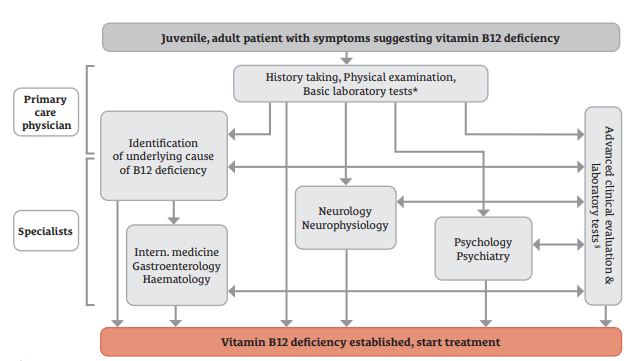 Juvenile, adult patient with symptoms suggesting vitamin B12 deficiency
History taking, Physical examination,
Basic laboratory tests*
Primary
care
physician
Identification
of underlying cause
of B12 deficiency
Advanced clinical evaluation &
laboratory tests§
Specialists
Neurology
Neurophysiology
Psychology
Psychiatry
Intern. medicine
Gastroenterology
Haematology
Vitamin B12 deficiency established, start treatment